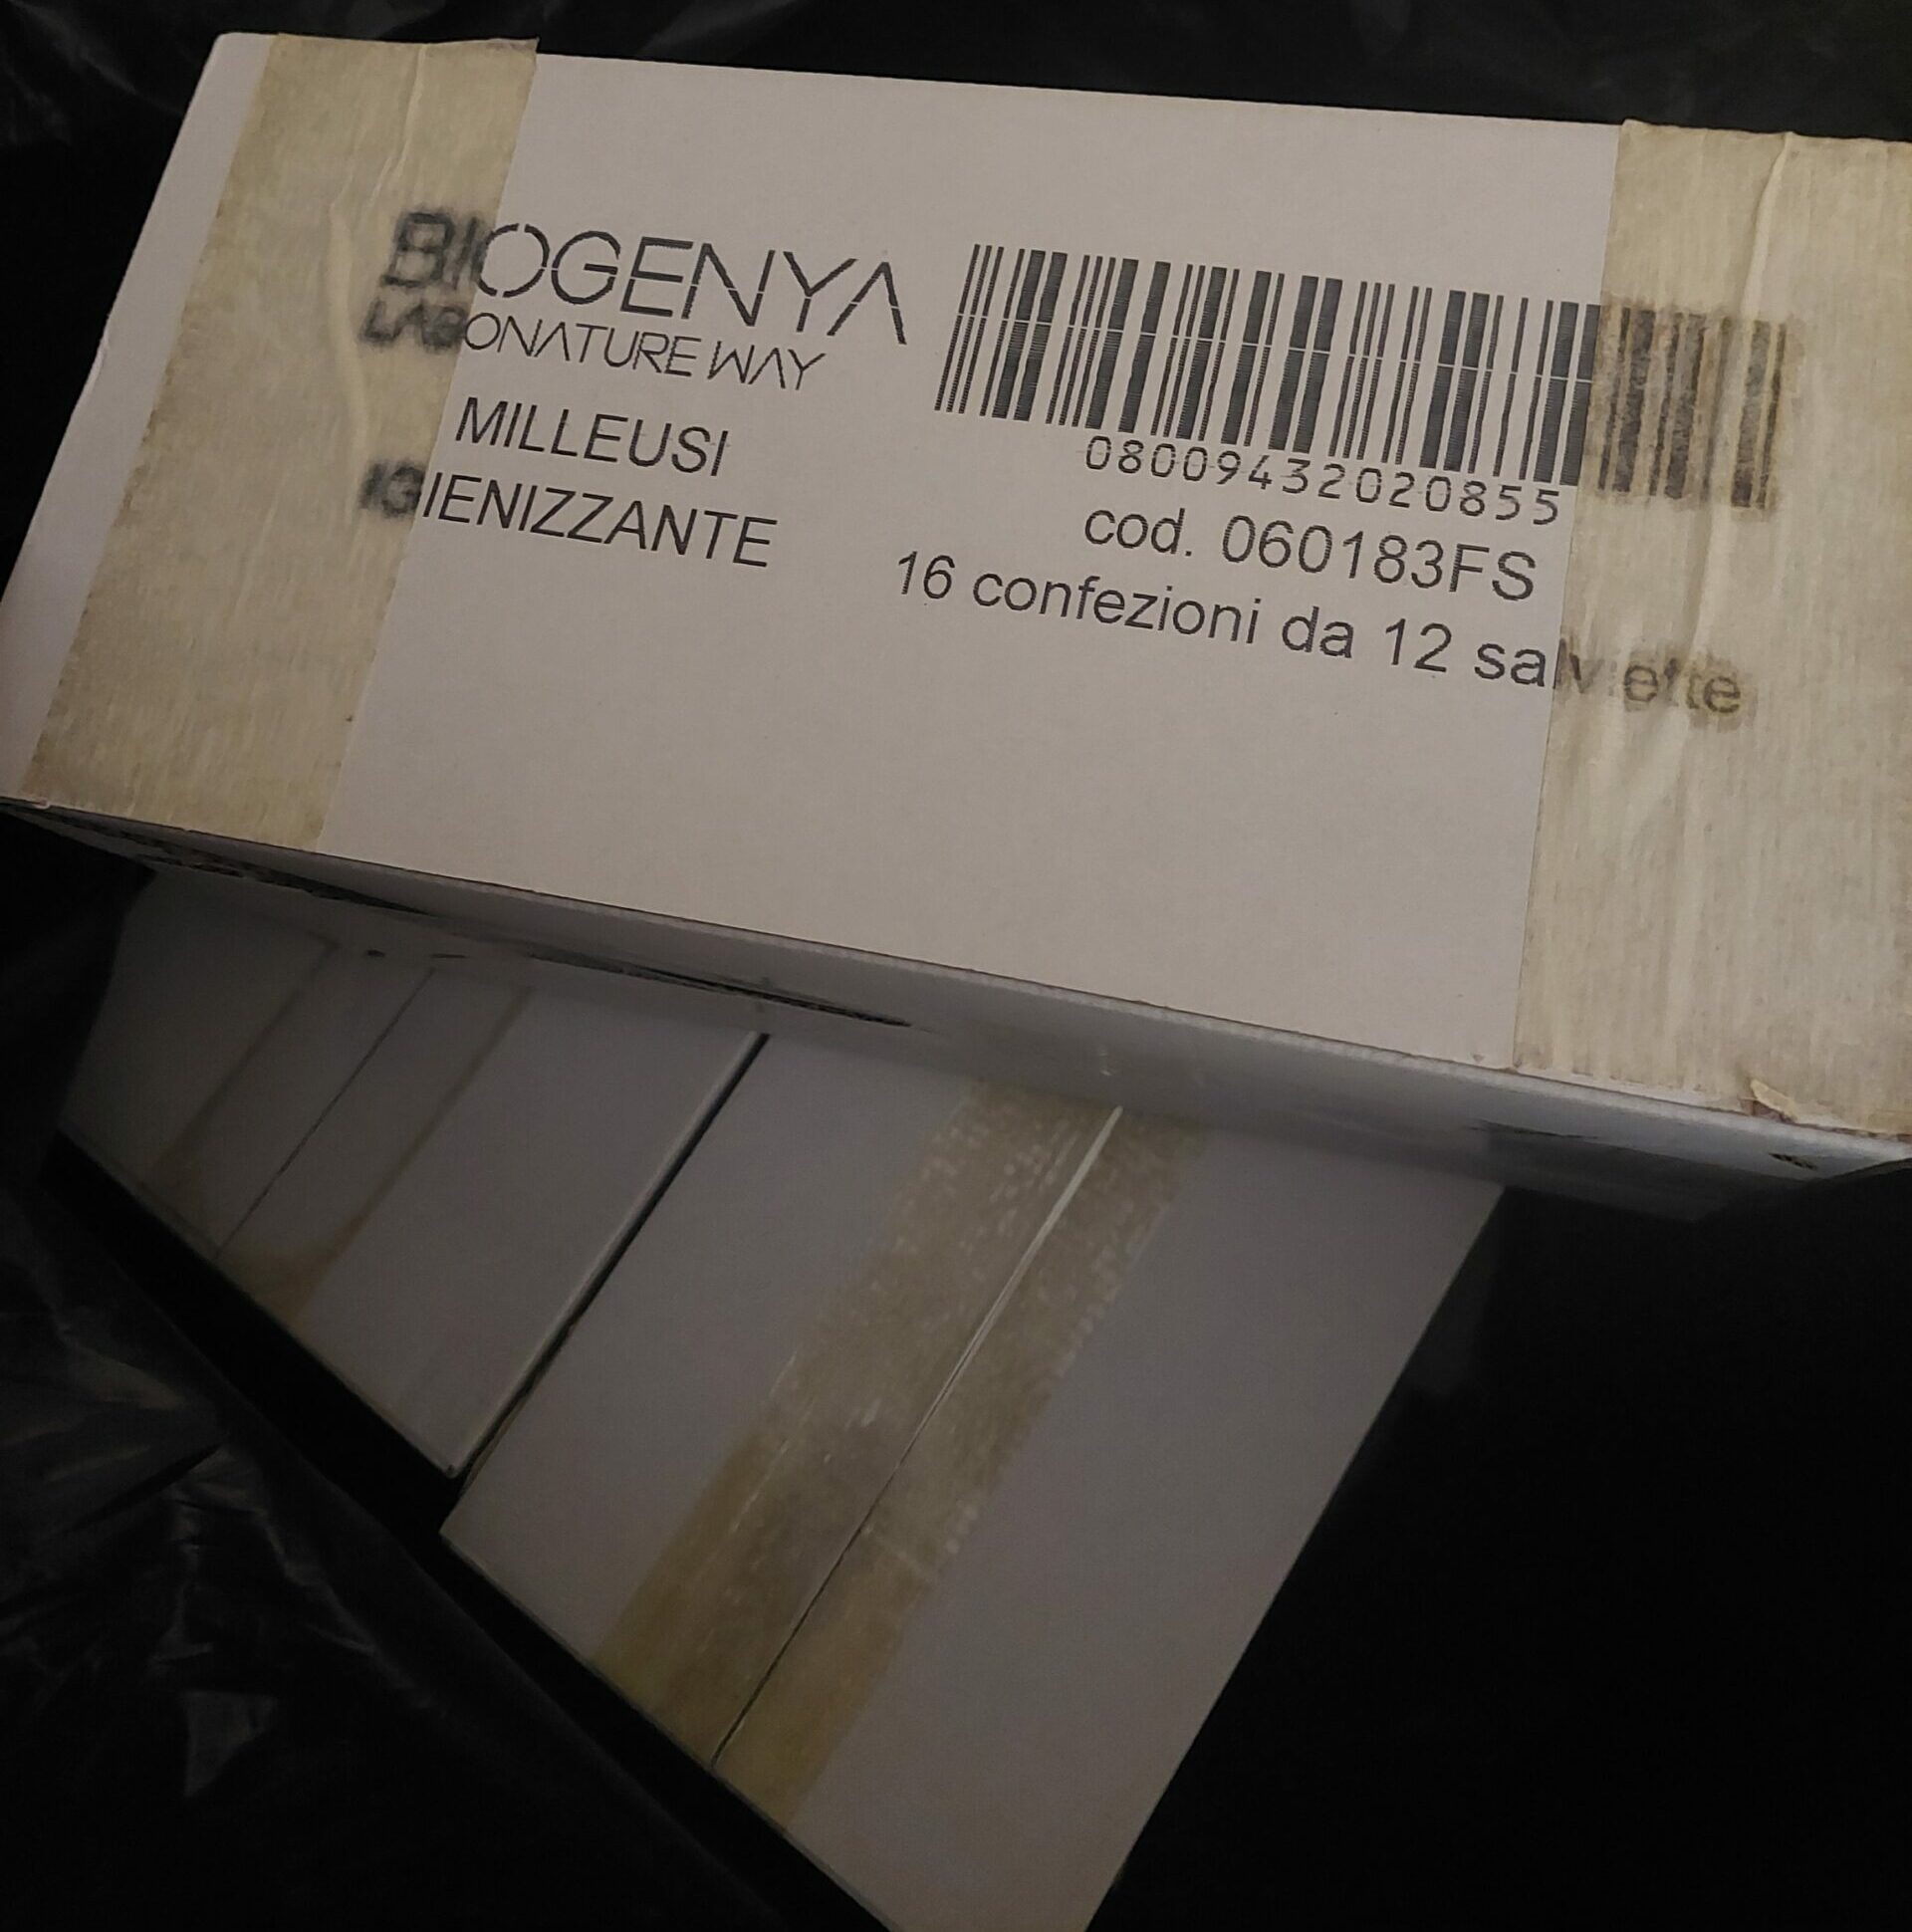 BIOGENYA
LABONATURE WAY
MILLEUSI
IGIENIZZANTE
08009432020855
cod. 060183FS
16 confezioni da 12 salviette